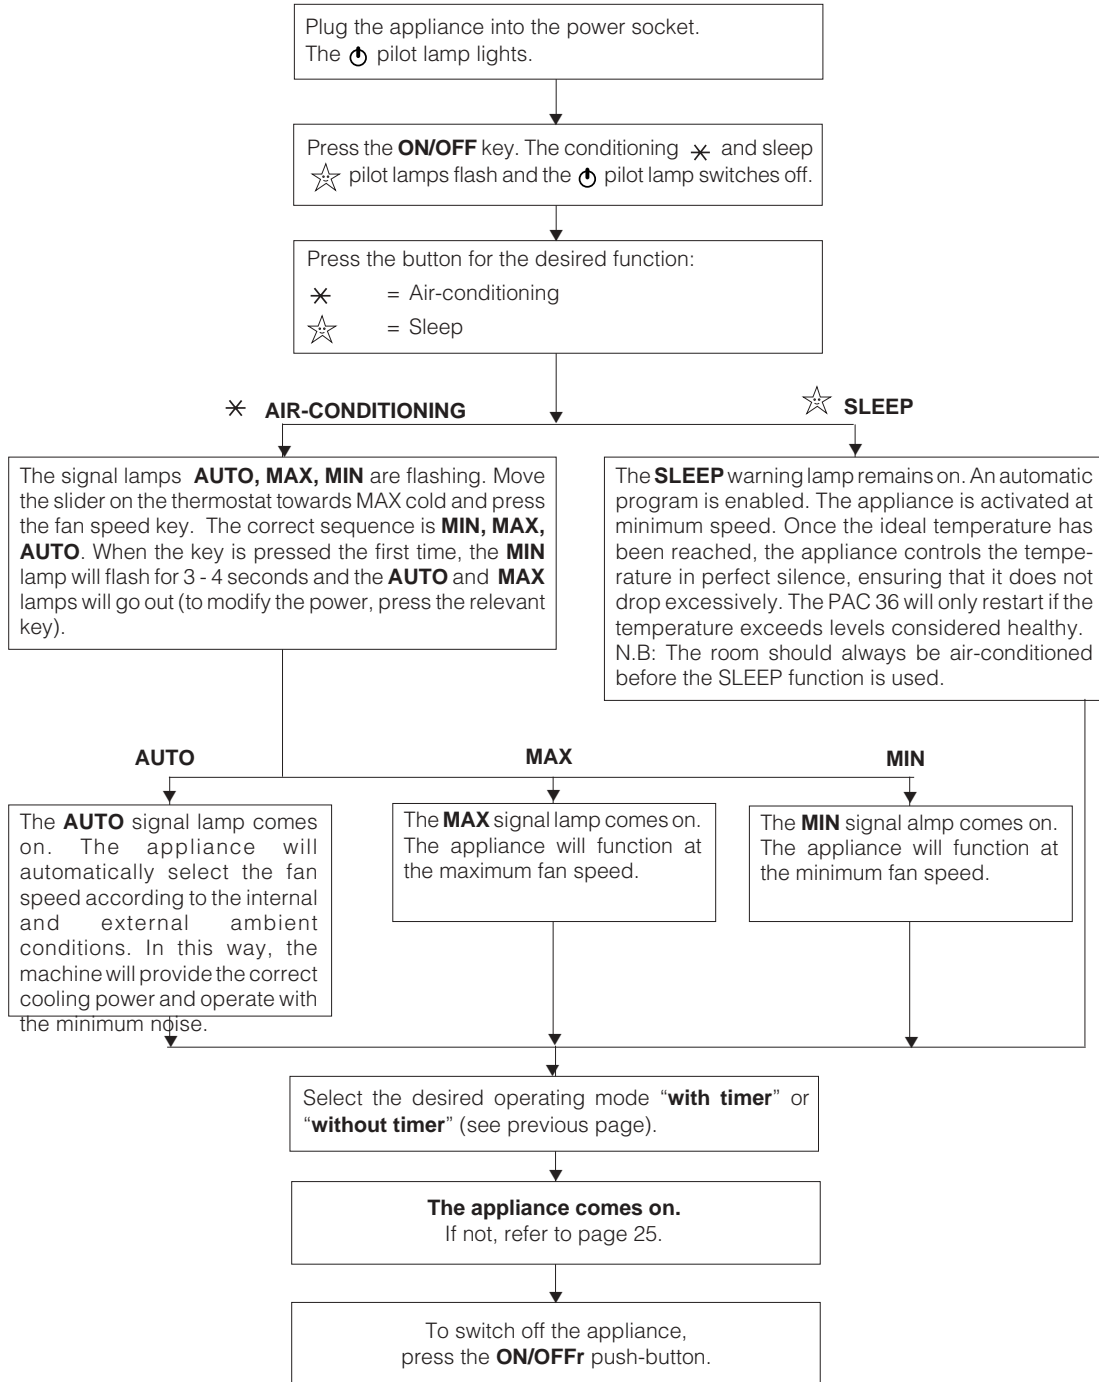 Plug the appliance into the power socket.
The pilot lamp lights.
Press the ON/OFF key. The conditioning and sleep
pilot lamps flash and the pilot lamp switches off.
Press the button for the desired function:
= Air-conditioning
= Sleep
AIR-CONDITIONING
The signal lamps AUTO, MAX, MIN are flashing. Move
the slider on the thermostat towards MAX cold and press
the fan speed key. The correct sequence is MIN, MAX,
AUTO. When the key is pressed the first time, the MIN
lamp will flash for 3 - 4 seconds and the AUTO and MAX
lamps will go out (to modify the power, press the relevant
key).
SLEEP
The SLEEP warning lamp remains on. An automatic
program is enabled. The appliance is activated at
minimum speed. Once the ideal temperature has
been reached, the appliance controls the tempe-
rature in perfect silence, ensuring that it does not
drop excessively. The PAC 36 will only restart if the
temperature exceeds levels considered healthy.
N.B: The room should always be air-conditioned
before the SLEEP function is used.
AUTO
The AUTO signal lamp comes
on. The appliance will
automatically select the fan
speed according to the internal
and external ambient
conditions. In this way, the
machine will provide the correct
cooling power and operate with
the minimum noise.
MAX
The MAX signal lamp comes on.
The appliance will function at
the maximum fan speed.
MIN
The MIN signal almp comes on.
The appliance will function at
the minimum fan speed.
Select the desired operating mode “with timer” or
“without timer” (see previous page).
The appliance comes on.
If not, refer to page 25.
To switch off the appliance,
press the ON/OFFr push-button.